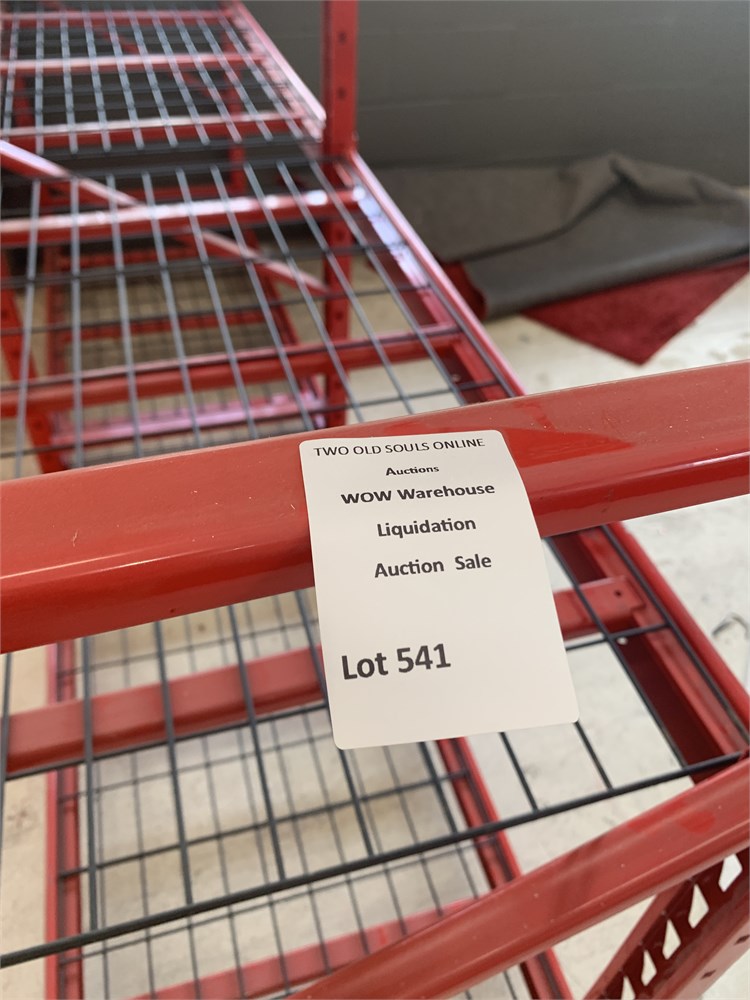 TWO OLD SOULS ONLINE
Auctions
WOW Warehouse
Liquidation
Auction Sale
Lot 541